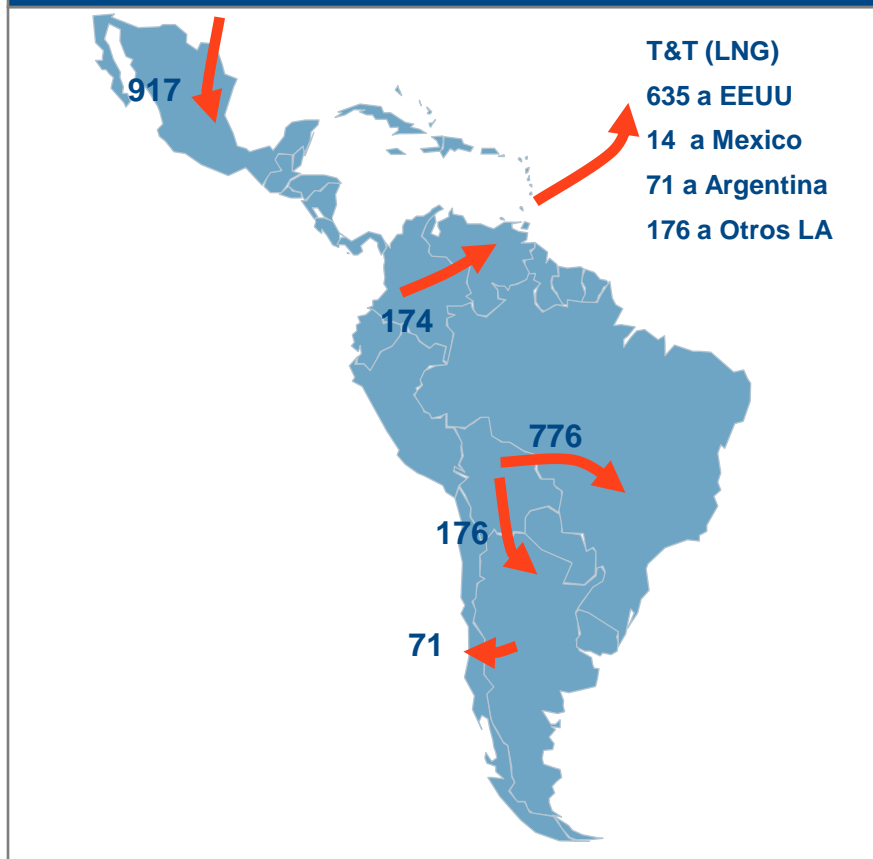 T&T (LNG)
635 a EEUU
14 a Mexico
71 a Argentina
176 a Otros LA
917
174
776
176
71